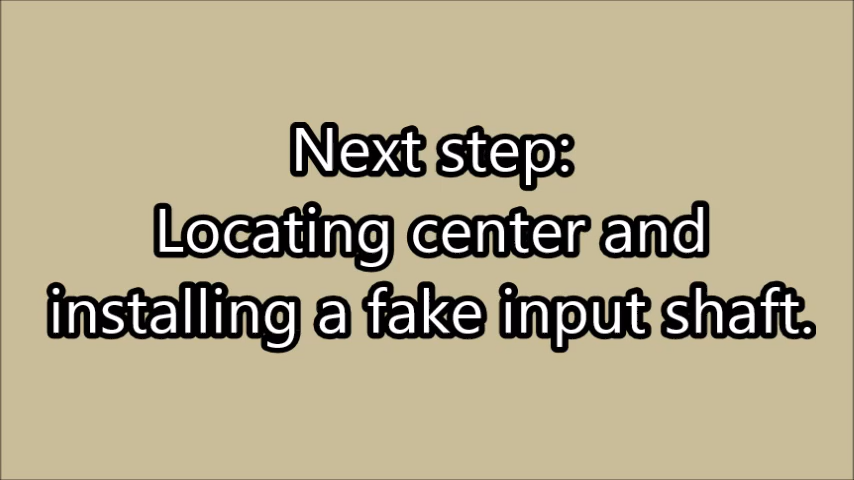 Next step:
Locating center and
installing a fake input shaft.